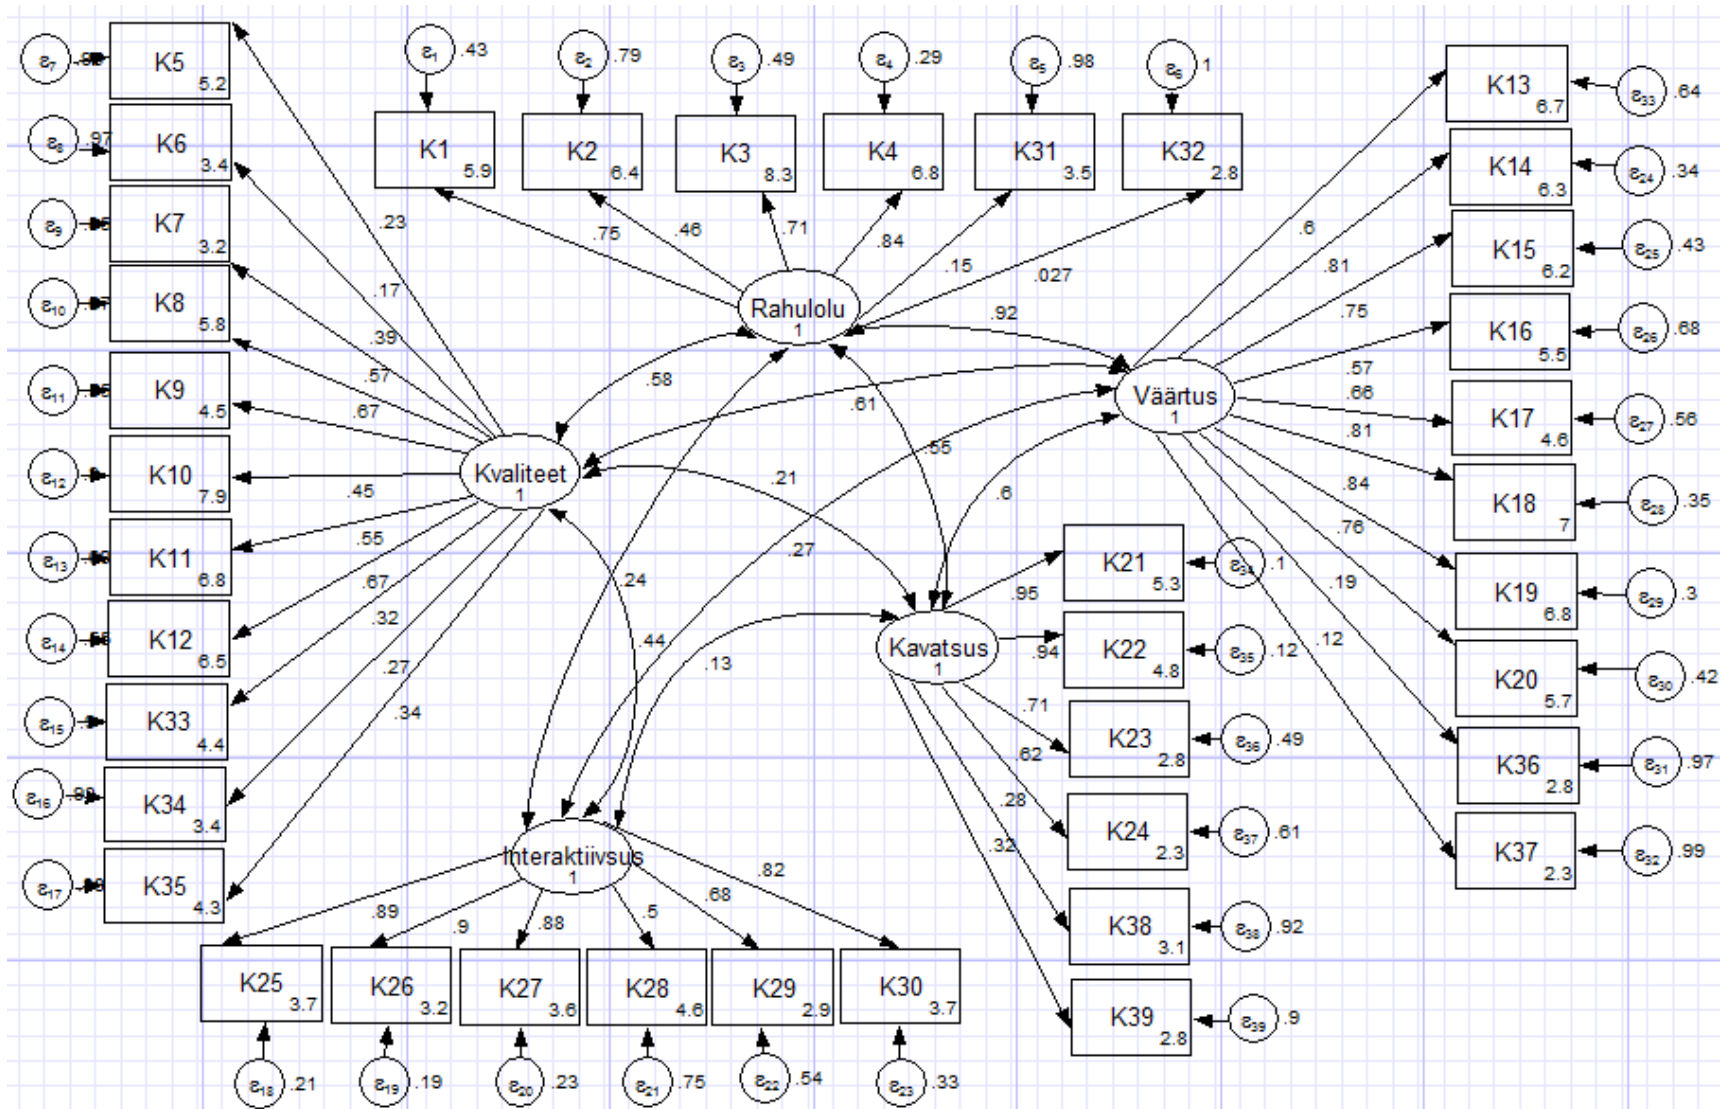 ε7
K5
5.2
ε8
.97
K6
3.4
ε9
K7
3.2
ε10
K8
5.8
ε11
K9
4.5
ε12
K10
7.9
ε13
K11
6.8
ε14
K12
6.5
ε15
K33
4.4
ε16
K34
3.4
ε17
K35
4.3
ε1 .43
K1
5.9
ε2 .79
K2
6.4
ε3 .49
K3
8.3
ε4 .29
K4
6.8
ε5 .98
K31
3.5
ε6 1
K32
2.8
.75
.46
.71
.84
.15
.027
Rahulolu
1
.23
.17
.39
.57
.67
.45
.55
.67
.32
.27
.34
Kvaliteet
1
.58
.92
.61
.55
.21
.6
.27
.24
.44
.13
Väärtus
1
.6
.81
.75
.57
.66
.81
.84
.76
.19
.12
K13
6.7
ε33 .64
K14
6.3
ε24 .34
K15
6.2
ε25 .43
K16
5.5
ε26 .68
K17
4.6
ε27 .56
K18
7
ε28 .35
K19
6.8
ε29 .3
K20
5.7
ε30 .42
K36
2.8
ε31 .97
K37
2.3
ε32 .99
Kavatsus
1
.95
.94
.71
.62
.28
.32
K21
5.3
ε34 .1
K22
4.8
ε35 .12
K23
2.8
ε36 .49
K24
2.3
ε37 .61
K38
3.1
ε38 .92
K39
2.8
ε39 .9
Interaktiivsus
1
.89
.9
.88
.5
.68
.82
K25
3.7
K26
3.2
K27
3.6
K28
4.6
K29
2.9
K30
3.7
ε18 .21
ε19 .19
ε20 .23
ε21 .75
ε22 .54
ε23 .33